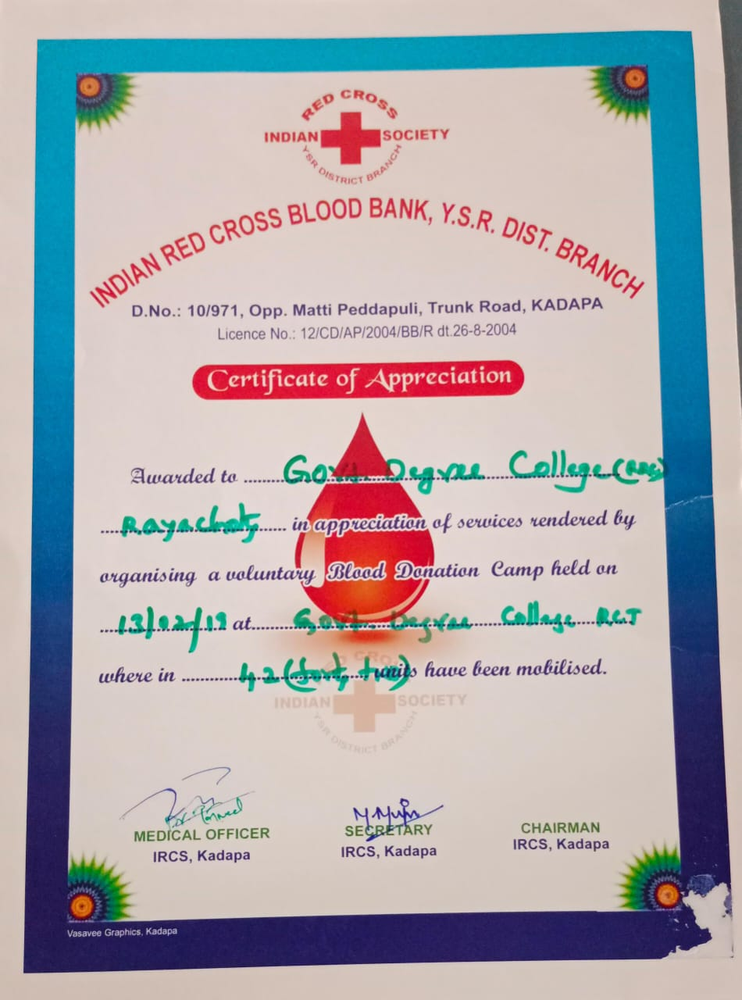 RED CROSS
INDIAN SOCIETY
YSR DISTRICT BRANCH
INDIAN RED CROSS BLOOD BANK, Y.S.R. DIST. BRANCH
D.No.: 10/971, Opp. Matti Peddapuli, Trunk Road, KADAPA
Licence No.: 12/CD/AP/2004/BB/R dt.26-8-2004
Certificate of Appreciation
Awarded to Govt. Degree College
Rayachoty in appreciation of services rendered by
organising a voluntary Blood Donation Camp held on
13/02/19 at Govt. Degree College RCT
where in 42 (forty two) units have been mobilised.
RED CROSS
INDIAN SOCIETY
YSR DISTRICT BRANCH
MEDICAL OFFICER
IRCS, Kadapa
SECRETARY
IRCS, Kadapa
CHAIRMAN
IRCS, Kadapa
Vasavee Graphics, Kadapa